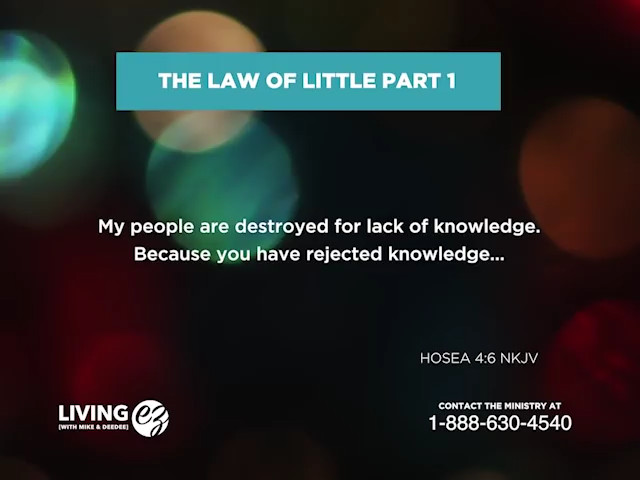 THE LAW OF LITTLE PART 1
My people are destroyed for lack of knowledge.
Because you have rejected knowledge...
HOSEA 4:6 NKJV
LIVING ez
[WITH MIKE & DEEDEE]
CONTACT THE MINISTRY AT
1-888-630-4540